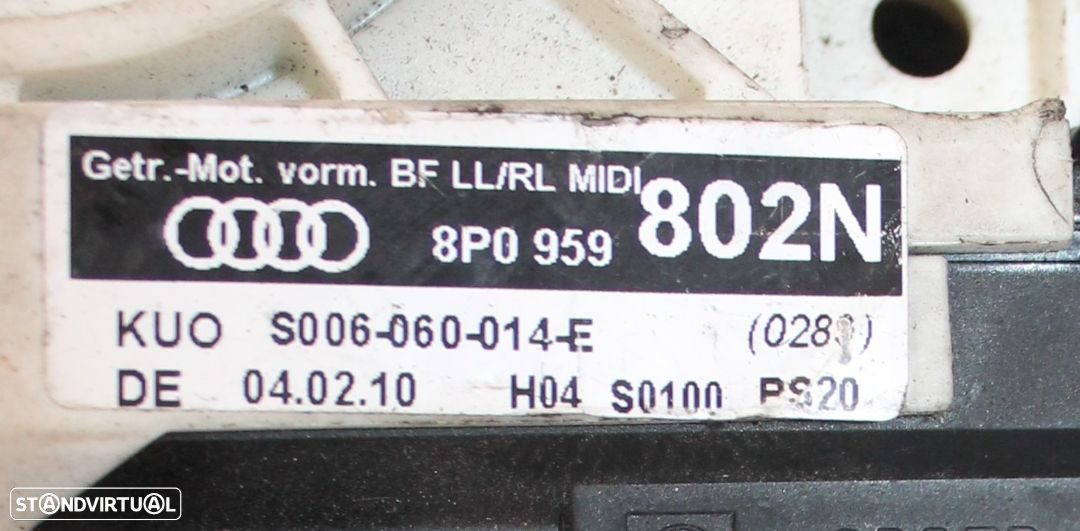 Getr.-Mot. vorm. BF LL/RL MIDI
8P0 959 802N
KUO S006-060-014-E
DE 04.02.10 H04 S0100 PS20
STANDVIRTUAL